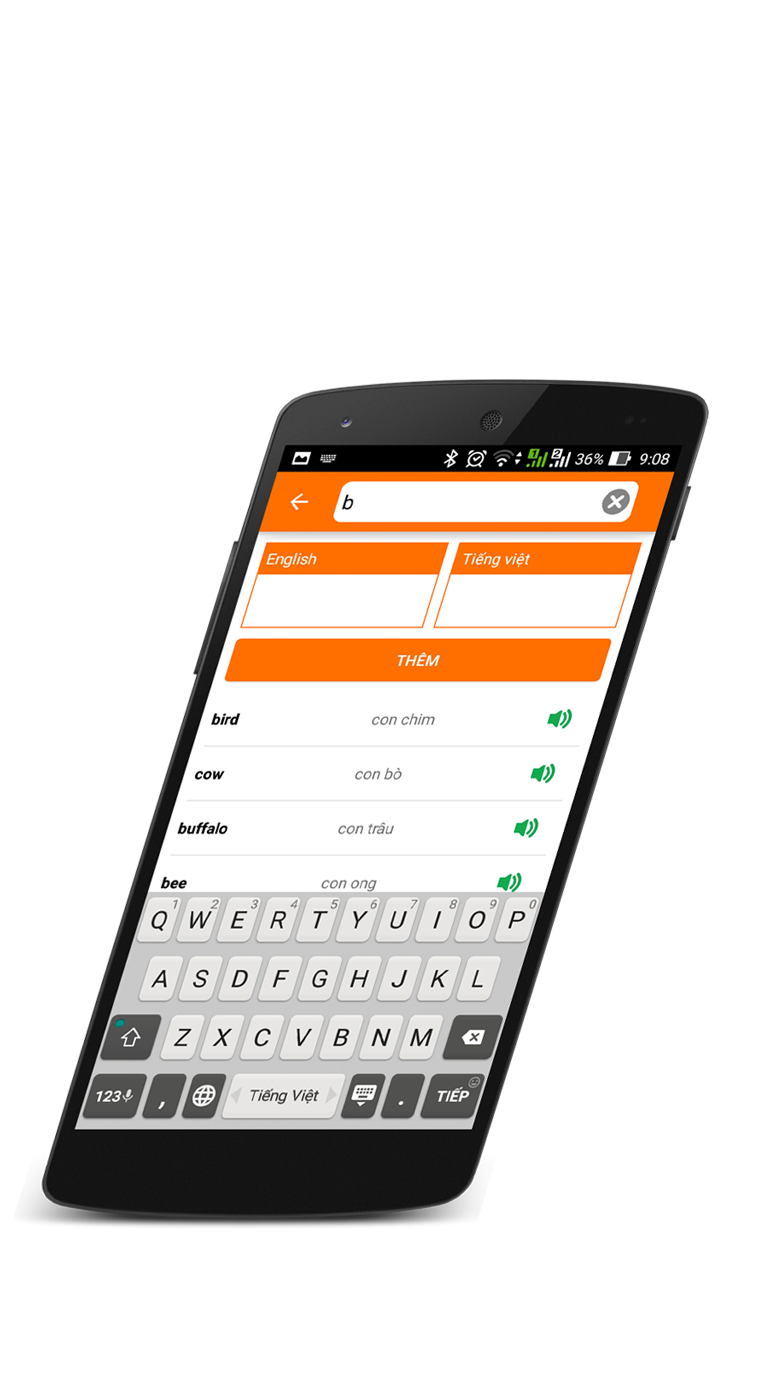 36% 9:08
b
English Tiếng việt
THÊM
bird con chim
cow con bò
buffalo con trâu
bee con ong
1 2 3 4 5 6 7 8 9 0
Q W E R T Y U I O P
A S D F G H J K L
Z X C V B N M
123 , Tiếng Việt . TIẾP